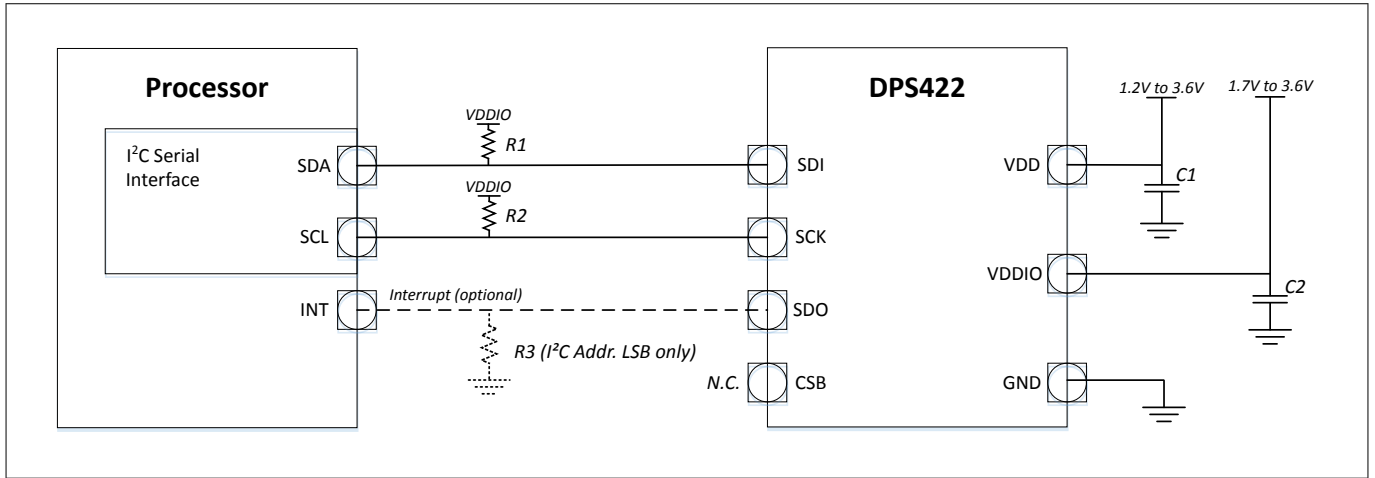 Processor
DPS422
1.2V to 3.6V
1.7V to 3.6V
I²C Serial
Interface
SDA
VDDIO
R1
SDI
VDD
C1
SCL
VDDIO
R2
SCK
VDDIO
C2
INT
Interrupt (optional)
SDO
R3 (I²C Addr. LSB only)
N.C.
CSB
GND